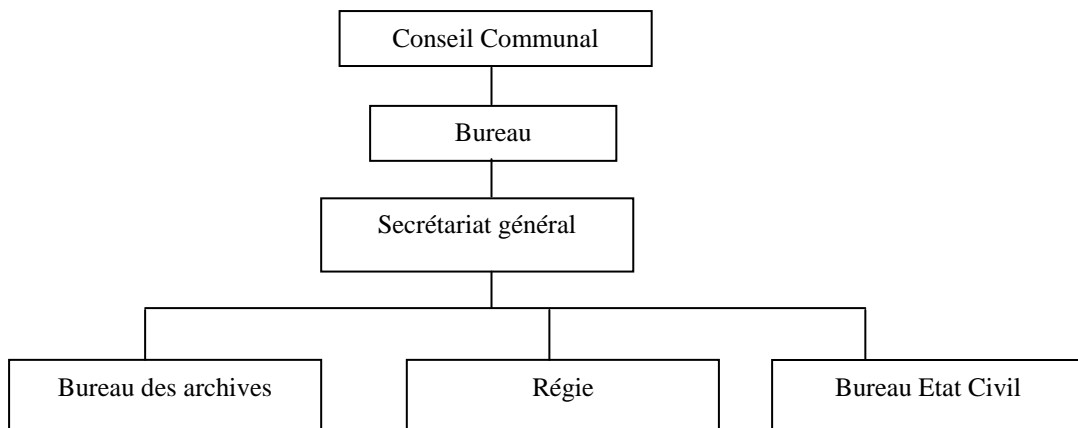 Conseil Communal
Bureau
Secrétariat général
Bureau des archives
Régie
Bureau Etat Civil